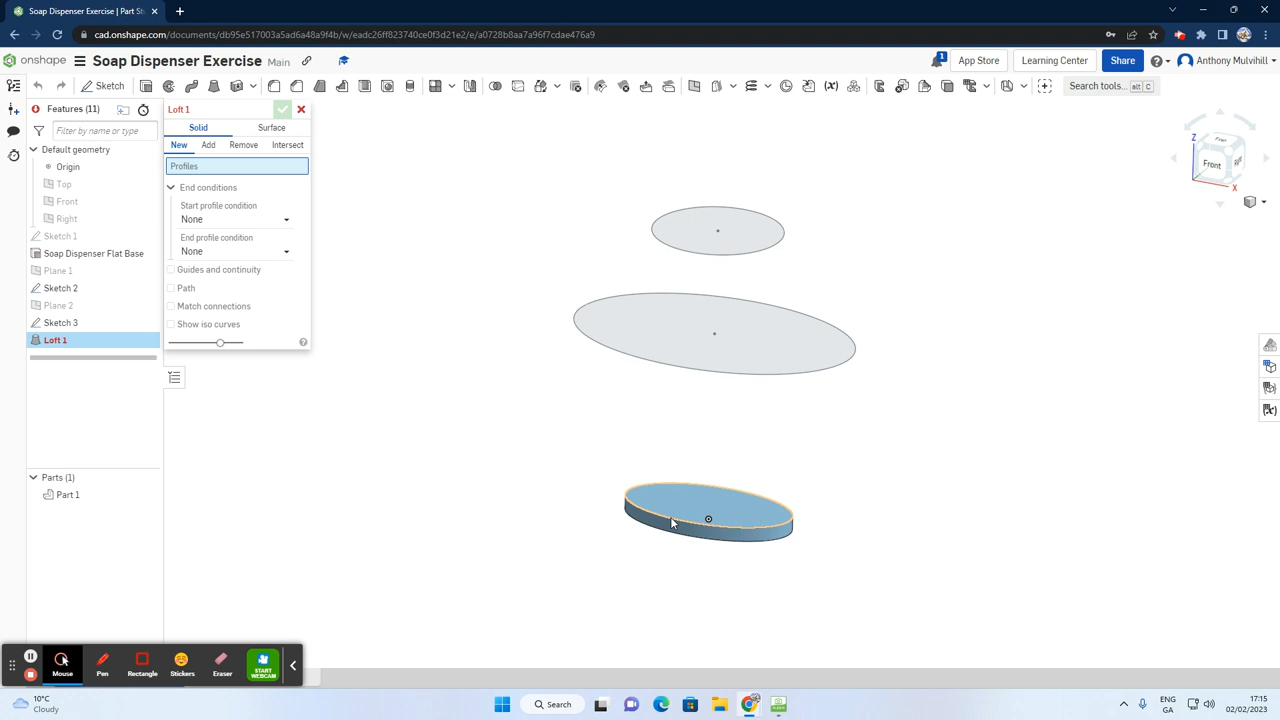 Soap Dispenser Exercise | Part St
cad.onshape.com/documents/db95e517003a5ad6a48a9f4b/w/eadc26ff823740ce0f3d21e2/e/a0728b8aa7a96f7cdae476a9
onshape
Soap Dispenser Exercise
Main
App Store
Learning Center
Share
Anthony Mulvihill
Sketch
Search tools...
alt
C
Features (11)
Filter by name or type
Default geometry
Origin
Top
Front
Right
Sketch 1
Soap Dispenser Flat Base
Plane 1
Sketch 2
Plane 2
Sketch 3
Loft 1
Parts (1)
Part 1
Loft 1
Solid
Surface
New
Add
Remove
Intersect
Profiles
End conditions
Start profile condition
None
End profile condition
None
Guides and continuity
Path
Match connections
Show iso curves
Z
Front
X
Mouse
Pen
Rectangle
Stickers
Eraser
START
WEBCAM
10°C
Cloudy
Search
ENG
GA
17:15
02/02/2023